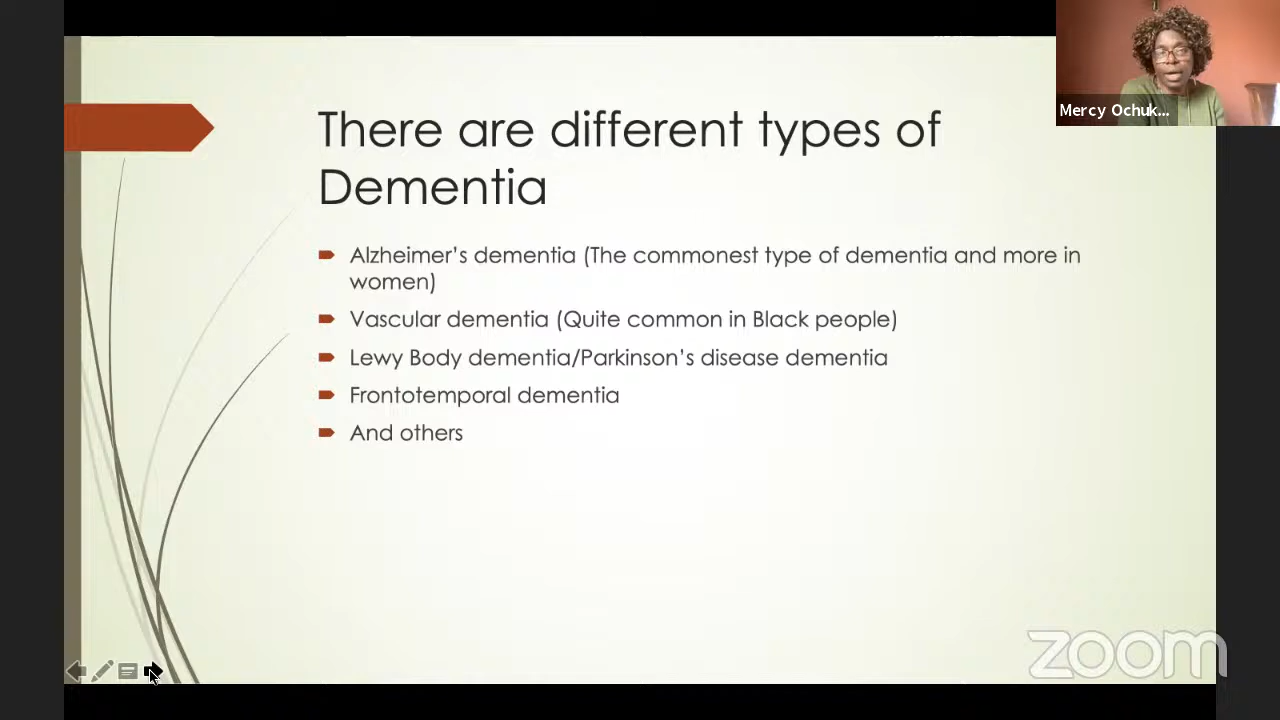 There are different types of
Dementia
Alzheimer's dementia (The commonest type of dementia and more in
women)
Vascular dementia (Quite common in Black people)
Lewy Body dementia/Parkinson's disease dementia
Frontotemporal dementia
And others
Mercy Ochuk...
zoom